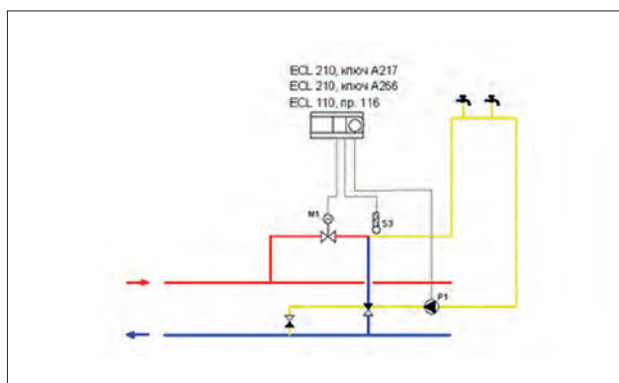 ECL 210, ключ A217
ECL 210, ключ A266
ECL 110, пр. 116
M1
S3
P1